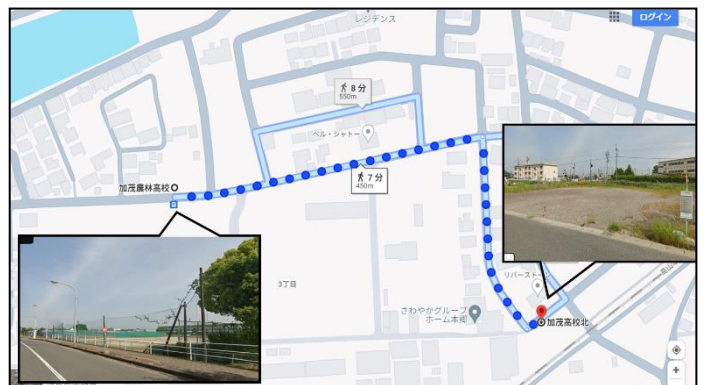 レジデンス
ログイン
8 分
550m
ベル・シャトー
加茂農林高校
7 分
450m
3丁目
リバーストーン
さわやかグループ
ホーム本郷
加茂高校北